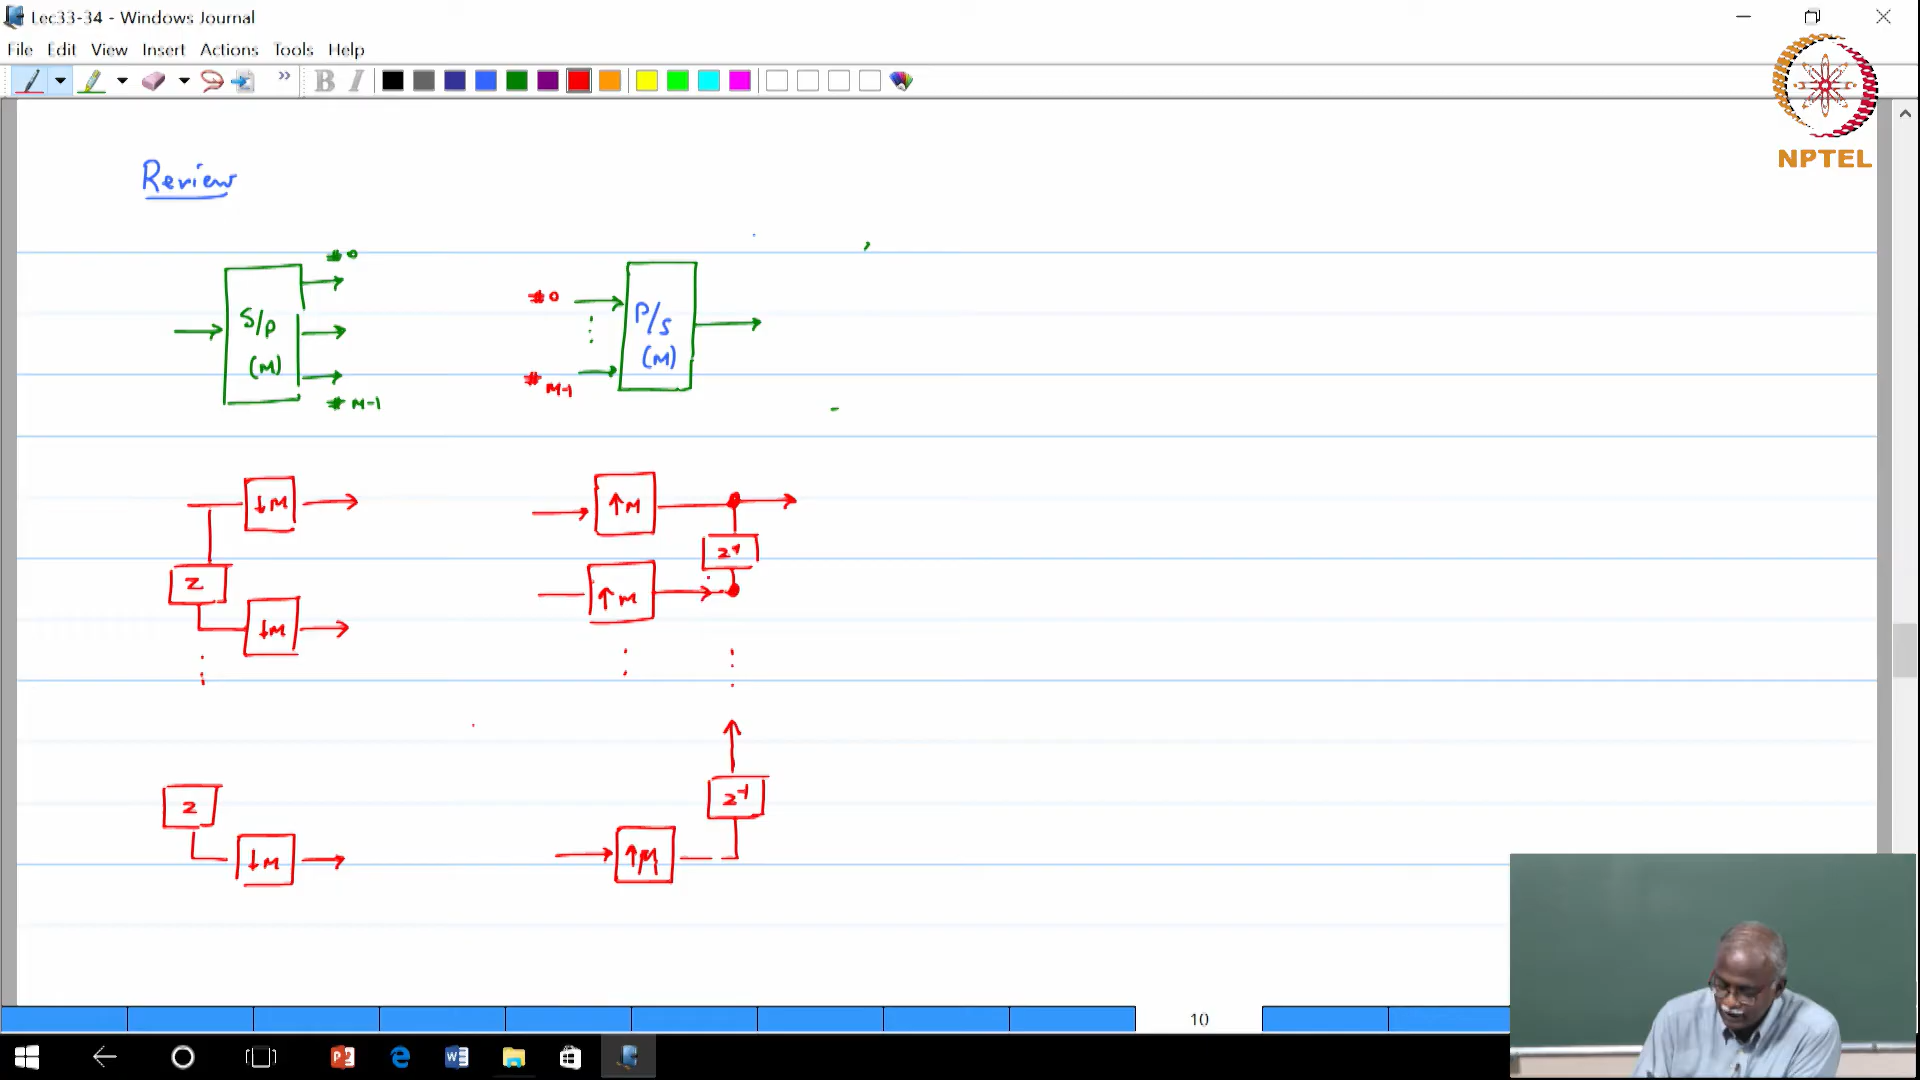 Lec33-34 - Windows Journal
File Edit View Insert Actions Tools Help
B I
NPTEL
Review
#0
S/P
(M)
#M-1
#0
P/S
(M)
#M-1
↓M
z
↓M
z
↓M
↑M
z⁻¹
↑M
z⁻¹
↑M
10